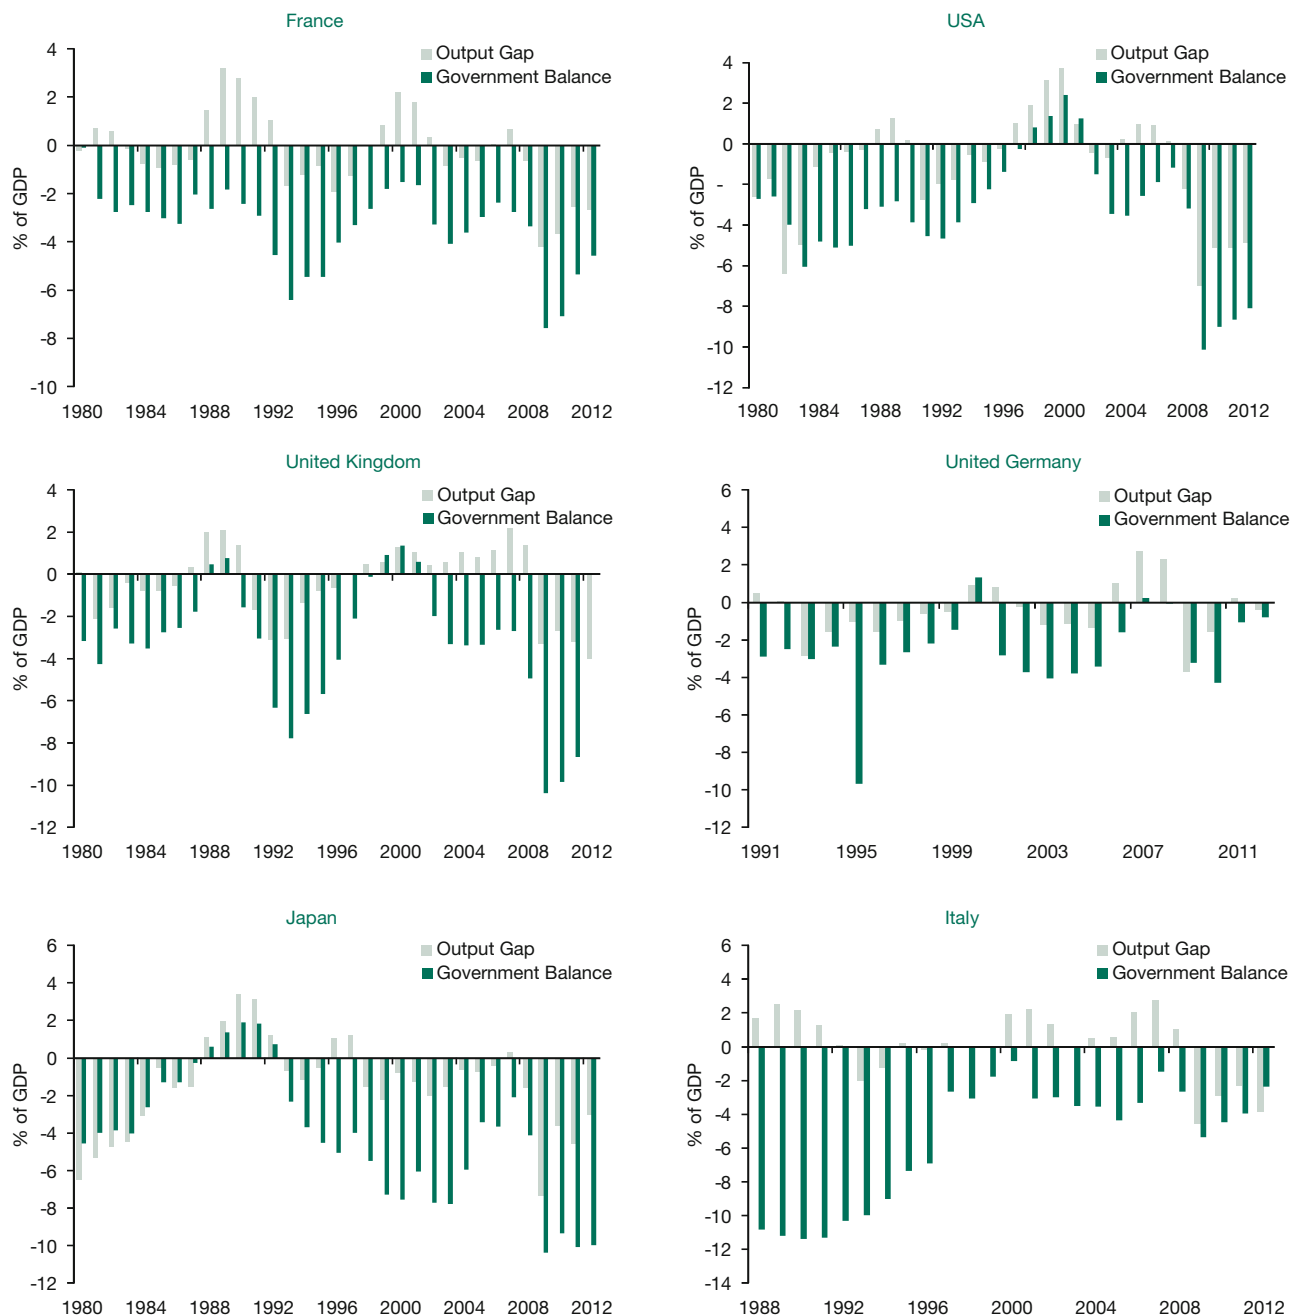 France
Output Gap
Government Balance
% of GDP
4
2
0
-2
-4
-6
-8
-10
1980 1984 1988 1992 1996 2000 2004 2008 2012
USA
Output Gap
Government Balance
% of GDP
4
2
0
-
-4
-6
-8
-10
-12
1980 1984 1988 1992 1996 2000 2004 2008 2012
United Kingdom
Output Gap
Government Balance
% of GDP
4
2
0
-2
-4
-6
-8
-10
-12
1980 1984 1988 1992 1996 2000 2004 2008 2012
United Germany
Output Gap
Government Balance
% of GDP
6
4
2
0
-2
-4
-6
-8
-10
-12
1991 1995 1999 2003 2007 2011
Japan
Output Gap
Government Balance
% of GDP
6
4
2
0
-2
-4
-6
-8
-10
-12
1980 1984 1988 1992 1996 2000 2004 2008 2012
Italy
Output Gap
Government Balance
% of GDP
6
4
2
0
-2
-4
-6
-8
-10
-12
-14
1988 1992 1996 2000 2004 2008 2012